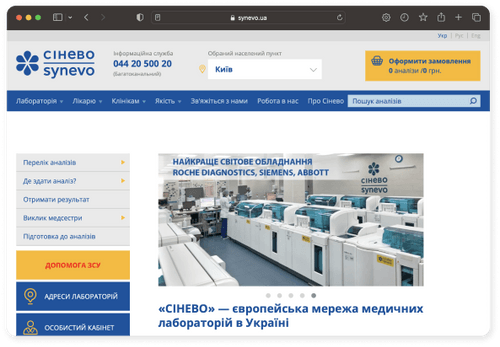 synevo.ua
Укр | Рус | Eng
СІНЕВО
synevo
Інформаційна служба
044 20 500 20
(багатоканальний)
Обраний населений пункт
Київ
Оформити замовлення
0 аналізи /0 грн.
Лабораторія
Лікарю
Клінікам
Якість
Зв'яжіться з нами
Робота в нас
Про Сінево
Пошук аналізів
Перелік аналізів
Де здати аналіз?
Отримати результат
Виклик медсестри
Підготовка до аналізів
ДОПОМОГА ЗСУ
АДРЕСИ ЛАБОРАТОРІЙ
ОСОБИСТИЙ КАБІНЕТ
НАЙКРАЩЕ СВІТОВЕ ОБЛАДНАННЯ
ROCHE DIAGNOSTICS, SIEMENS, ABBOTT
СІНЕВО
synevo
«СІНЕВО» — європейська мережа медичних
лабораторій в Україні